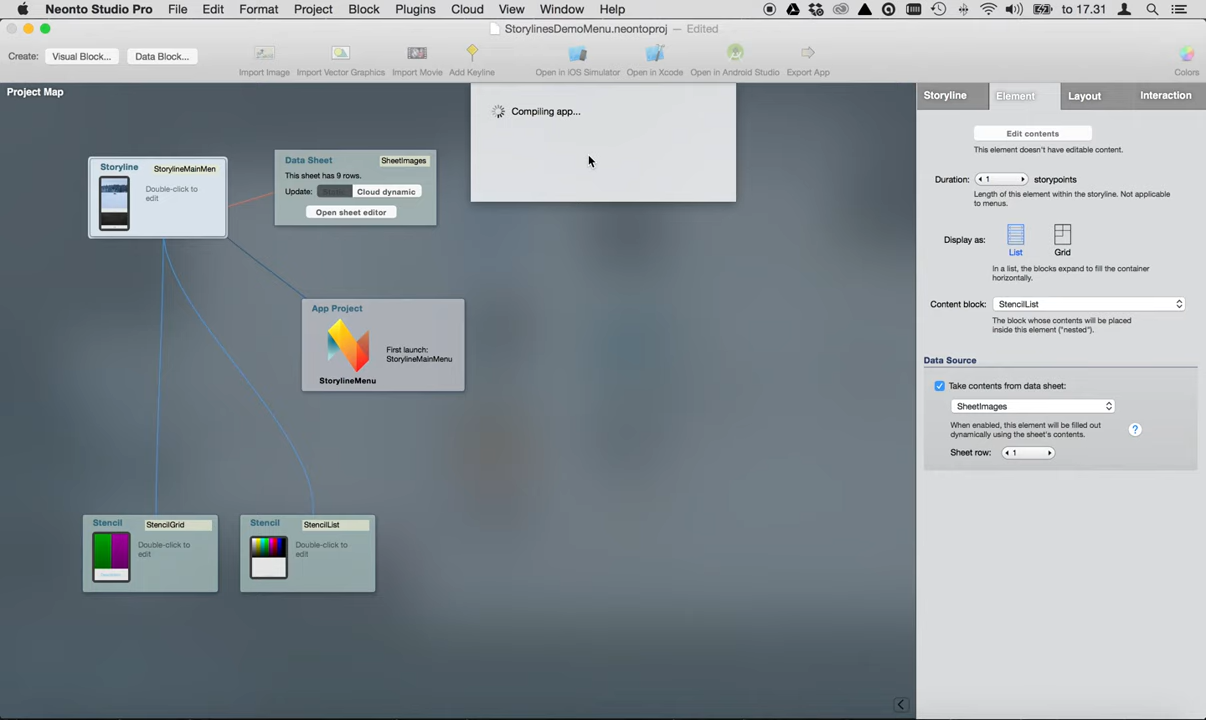 Neonto Studio Pro File Edit Format Project Block Plugins Cloud View Window Help to 17.31
StorylinesDemoMenu.neontoproj — Edited
Create: Visual Block... Data Block...
Import Image Import Vector Graphics Import Movie Add Keyline Open in iOS Simulator Open in Xcode Open in Android Studio Export App Colors
Project Map
Compiling app...
Storyline StorylineMainMen
Double-click to
edit
Data Sheet SheetImages
This sheet has 9 rows.
Update: Cloud dynamic
Open sheet editor
App Project
First launch:
StorylineMainMenu
StorylineMenu
Stencil StencilGrid
Double-click to
edit
Stencil StencilList
Double-click to
edit
Storyline Element Layout Interaction
Edit contents
This element doesn't have editable content.
Duration: 1 storypoints
Length of this element within the storyline. Not applicable
to menus.
Display as:
List Grid
In a list, the blocks expand to fill the container
horizontally.
Content block: StencilList
The block whose contents will be placed
inside this element ("nested").
Data Source
Take contents from data sheet:
SheetImages
When enabled, this element will be filled out
dynamically using the sheet's contents.
?
Sheet row: 1